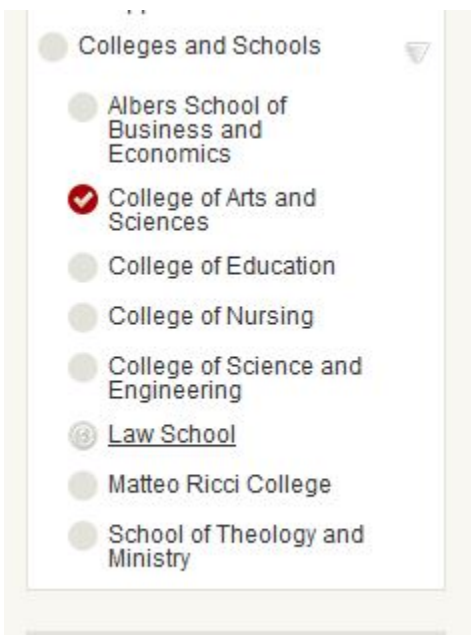 Colleges and Schools
Albers School of
Business and
Economics
College of Arts and
Sciences
College of Education
College of Nursing
College of Science and
Engineering
Law School
Matteo Ricci College
School of Theology and
Ministry